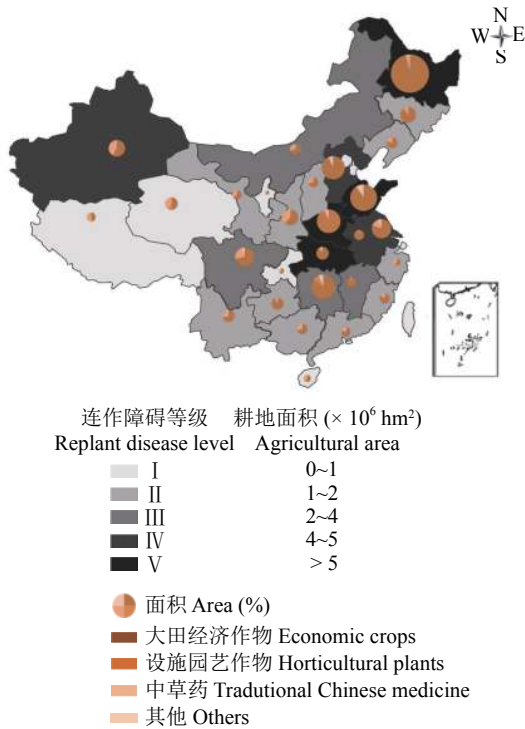 N
W E
S
连作障碍等级 耕地面积 (× 10⁶ hm²)
Replant disease level Agricultural area
I 0~1
II 1~2
III 2~4
IV 4~5
V > 5
面积 Area (%)
大田经济作物 Economic crops
设施园艺作物 Horticultural plants
中草药 Tradutional Chinese medicine
其他 Others